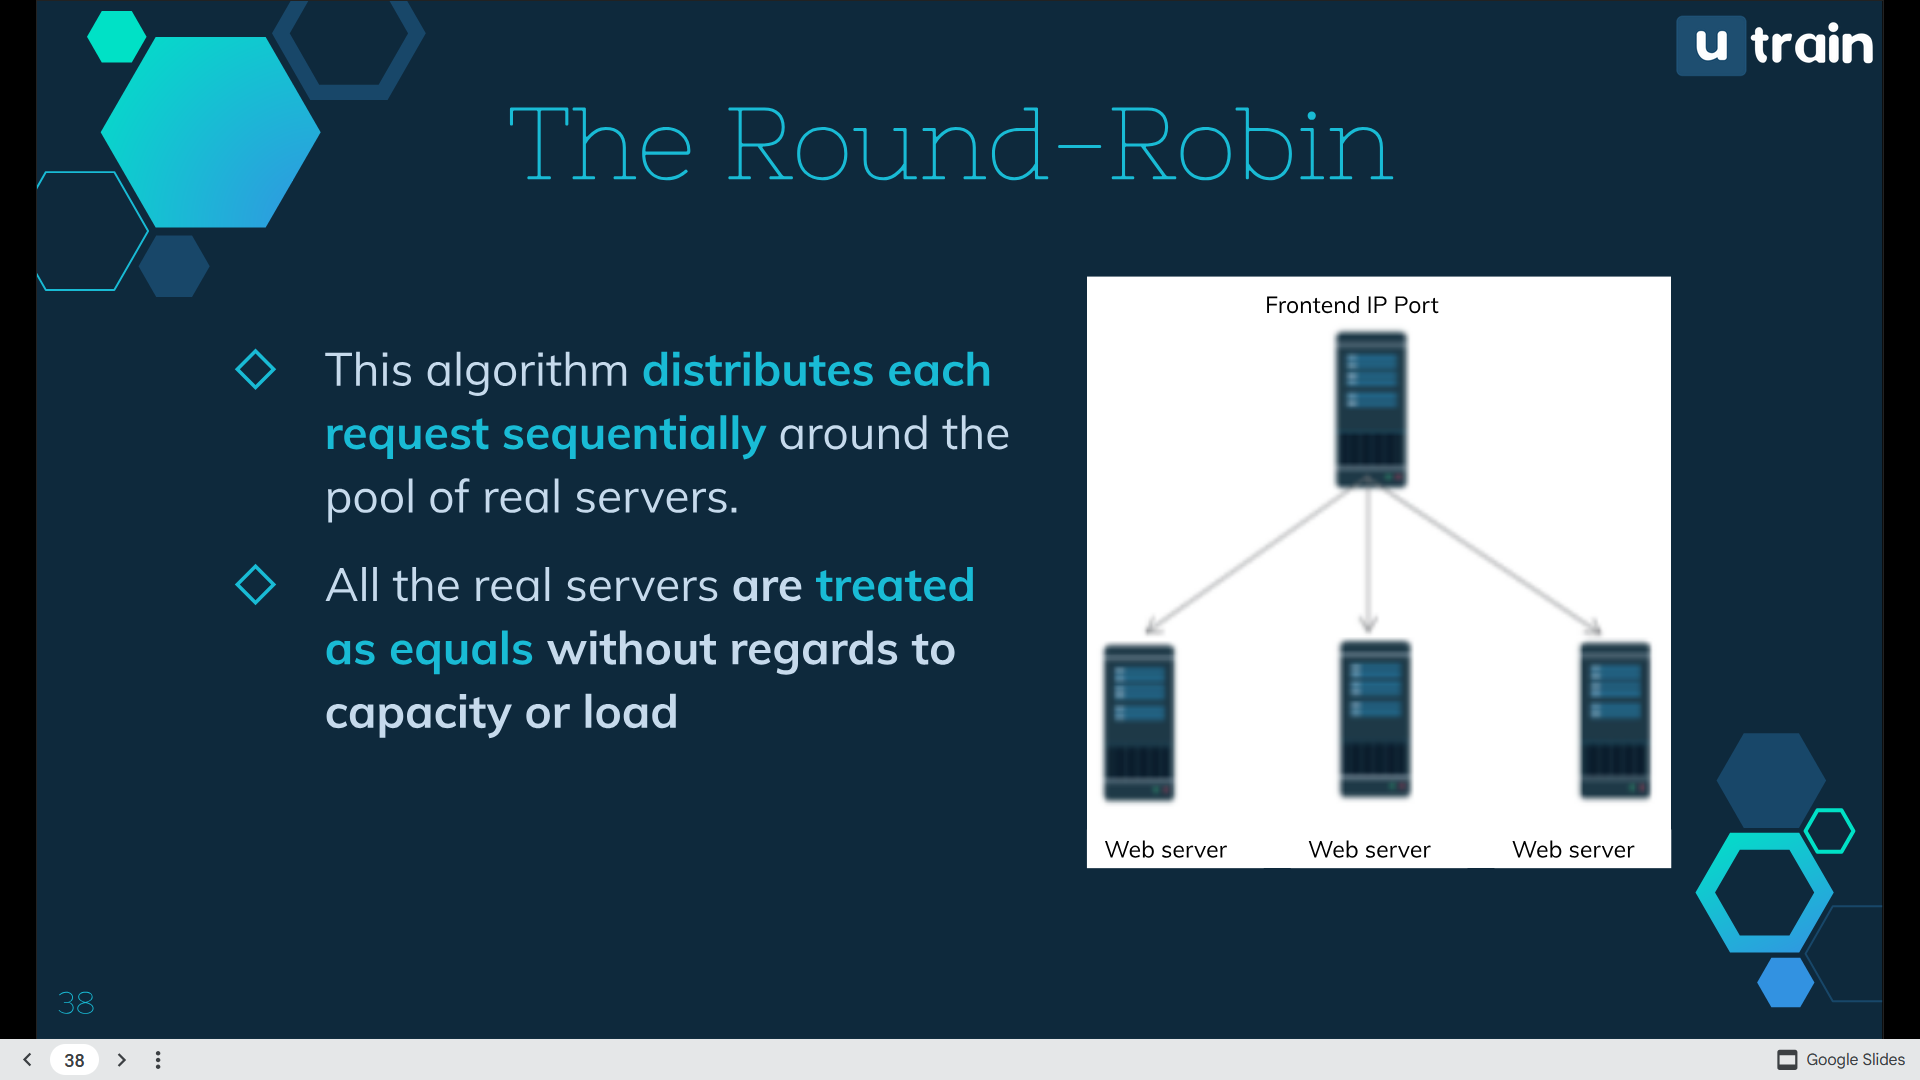 u train
The Round-Robin
This algorithm distributes each
request sequentially around the
pool of real servers.
All the real servers are treated
as equals without regards to
capacity or load
Frontend IP Port
Web server
Web server
Web server
38
38
Google Slides